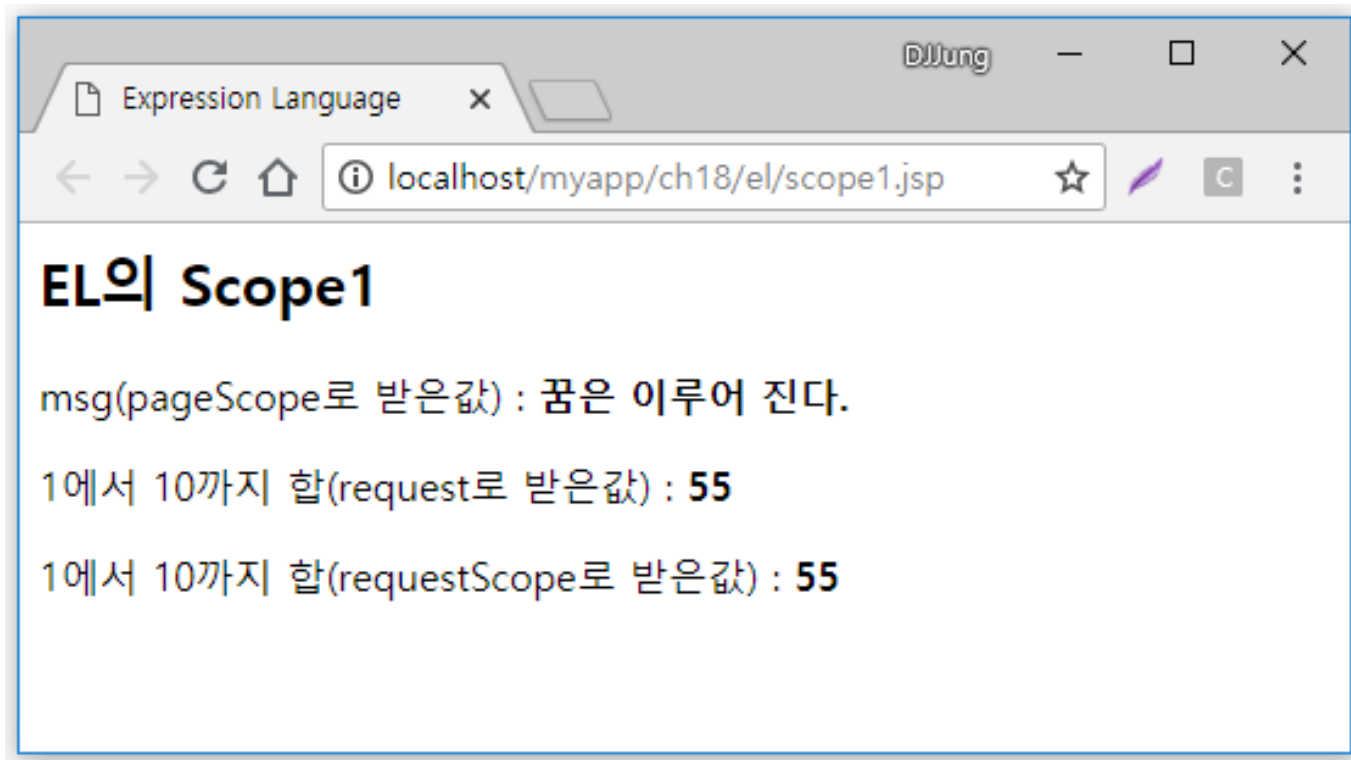 DJJung
Expression Language
localhost/myapp/ch18/el/scope1.jsp
C
EL의 Scope1
msg(pageScope로 받은값) : 꿈은 이루어 진다.
1에서 10까지 합(request로 받은값) : 55
1에서 10까지 합(requestScope로 받은값) : 55